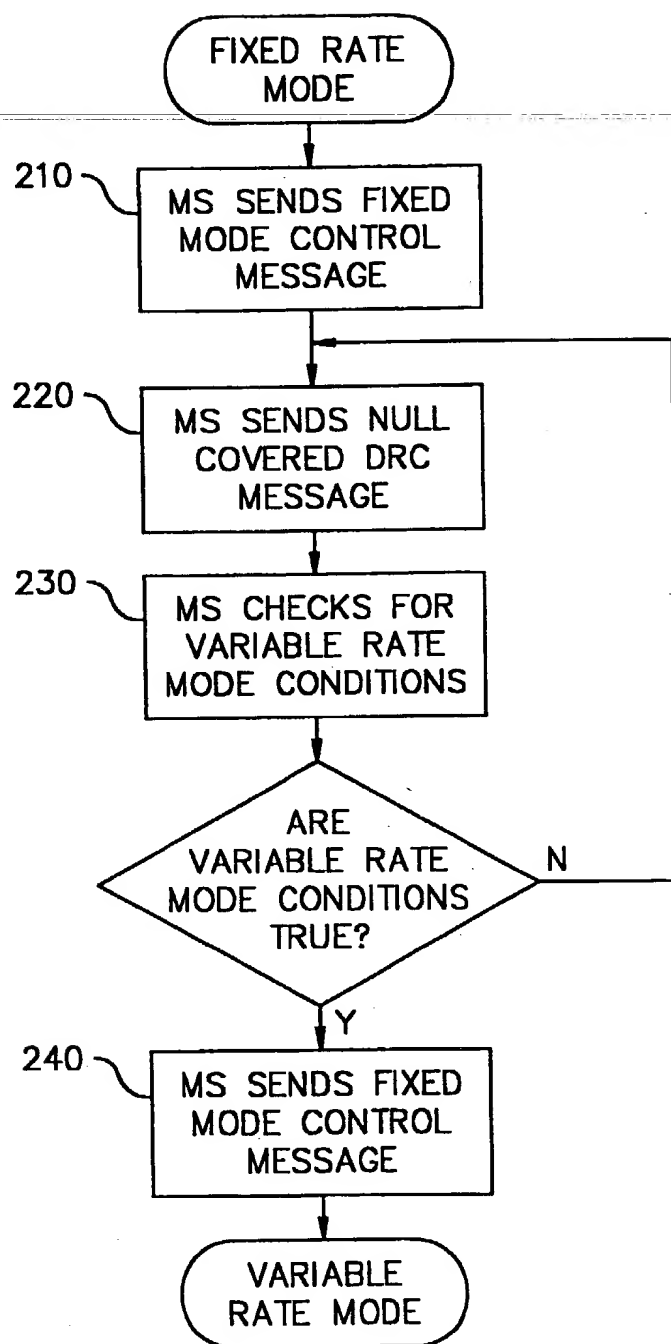 FIXED RATE
MODE
210
MS SENDS FIXED
MODE CONTROL
MESSAGE
220
MS SENDS NULL
COVERED DRC
MESSAGE
230
MS CHECKS FOR
VARIABLE RATE
MODE CONDITIONS
ARE
VARIABLE RATE
MODE CONDITIONS
TRUE?
N
Y
240
MS SENDS FIXED
MODE CONTROL
MESSAGE
VARIABLE
RATE MODE